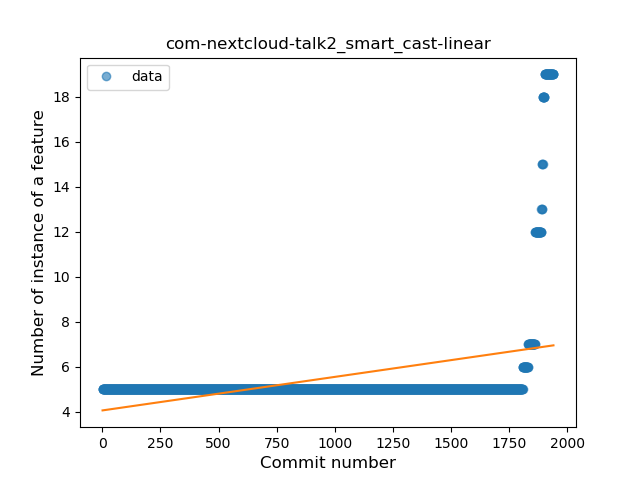 com-nextcloud-talk2_smart_cast-linear
data
Number of instance of a feature
18
16
14
12
10
8
6
4
0 250 500 750 1000 1250 1500 1750 2000
Commit number